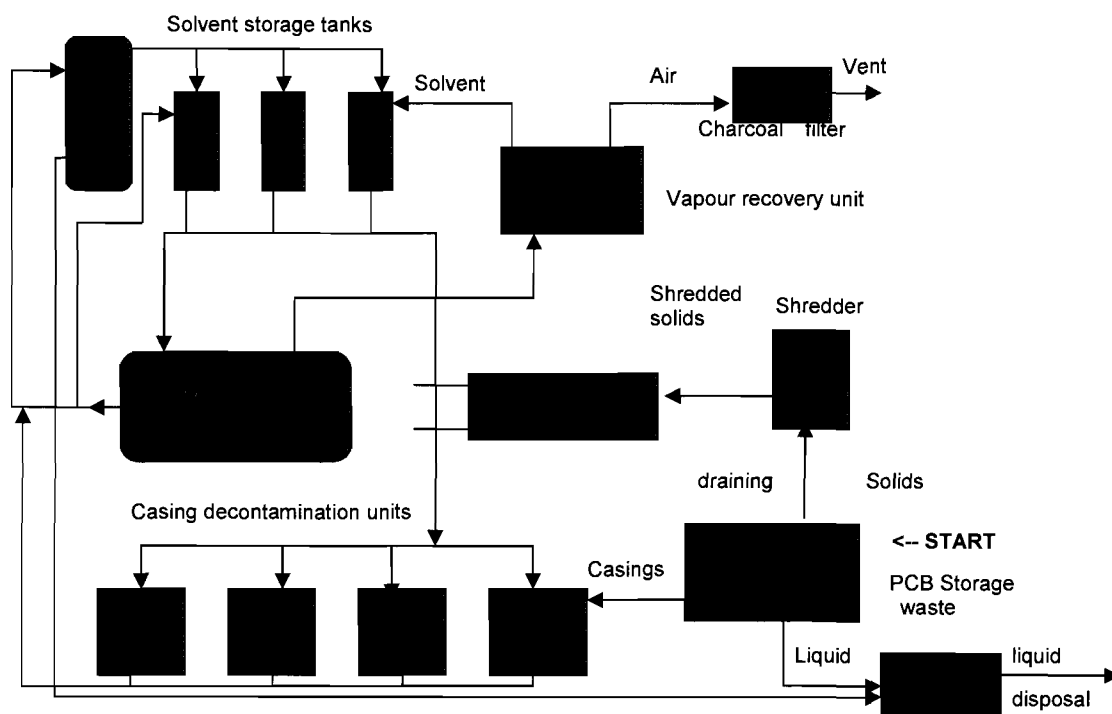 Solvent storage tanks
Solvent
Air
Vent
Charcoal filter
Vapour recovery unit
Shredded
solids
Shredder
draining
Solids
Casing decontamination units
<-- START
Casings
PCB Storage
waste
Liquid
liquid
disposal